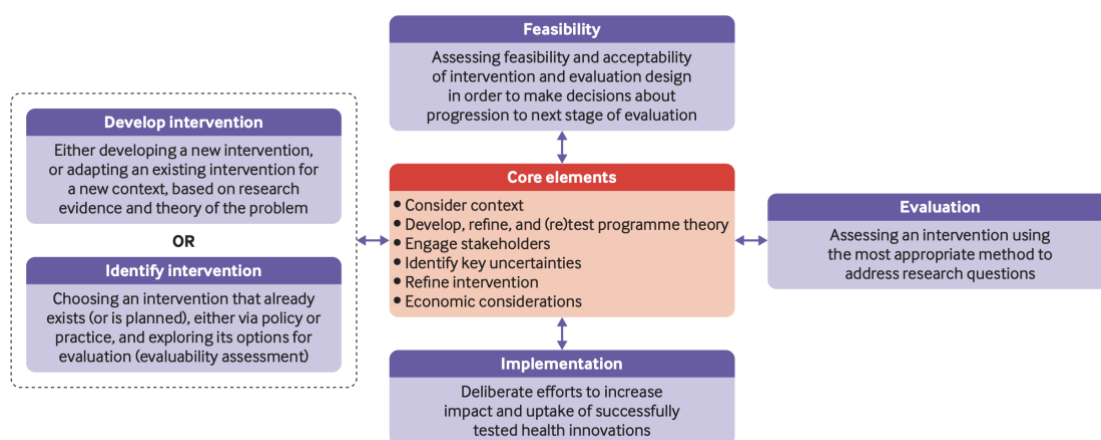 Feasibility
Assessing feasibility and acceptability
of intervention and evaluation design
in order to make decisions about
progression to next stage of evaluation
Develop intervention
Either developing a new intervention,
or adapting an existing intervention for
a new context, based on research
evidence and theory of the problem
OR
Identify intervention
Choosing an intervention that already
exists (or is planned), either via policy or
practice, and exploring its options for
evaluation (evaluability assessment)
Core elements
• Consider context
• Develop, refine, and (re)test programme theory
• Engage stakeholders
• Identify key uncertainties
• Refine intervention
• Economic considerations
Evaluation
Assessing an intervention using
the most appropriate method to
address research questions
Implementation
Deliberate efforts to increase
impact and uptake of successfully
tested health innovations